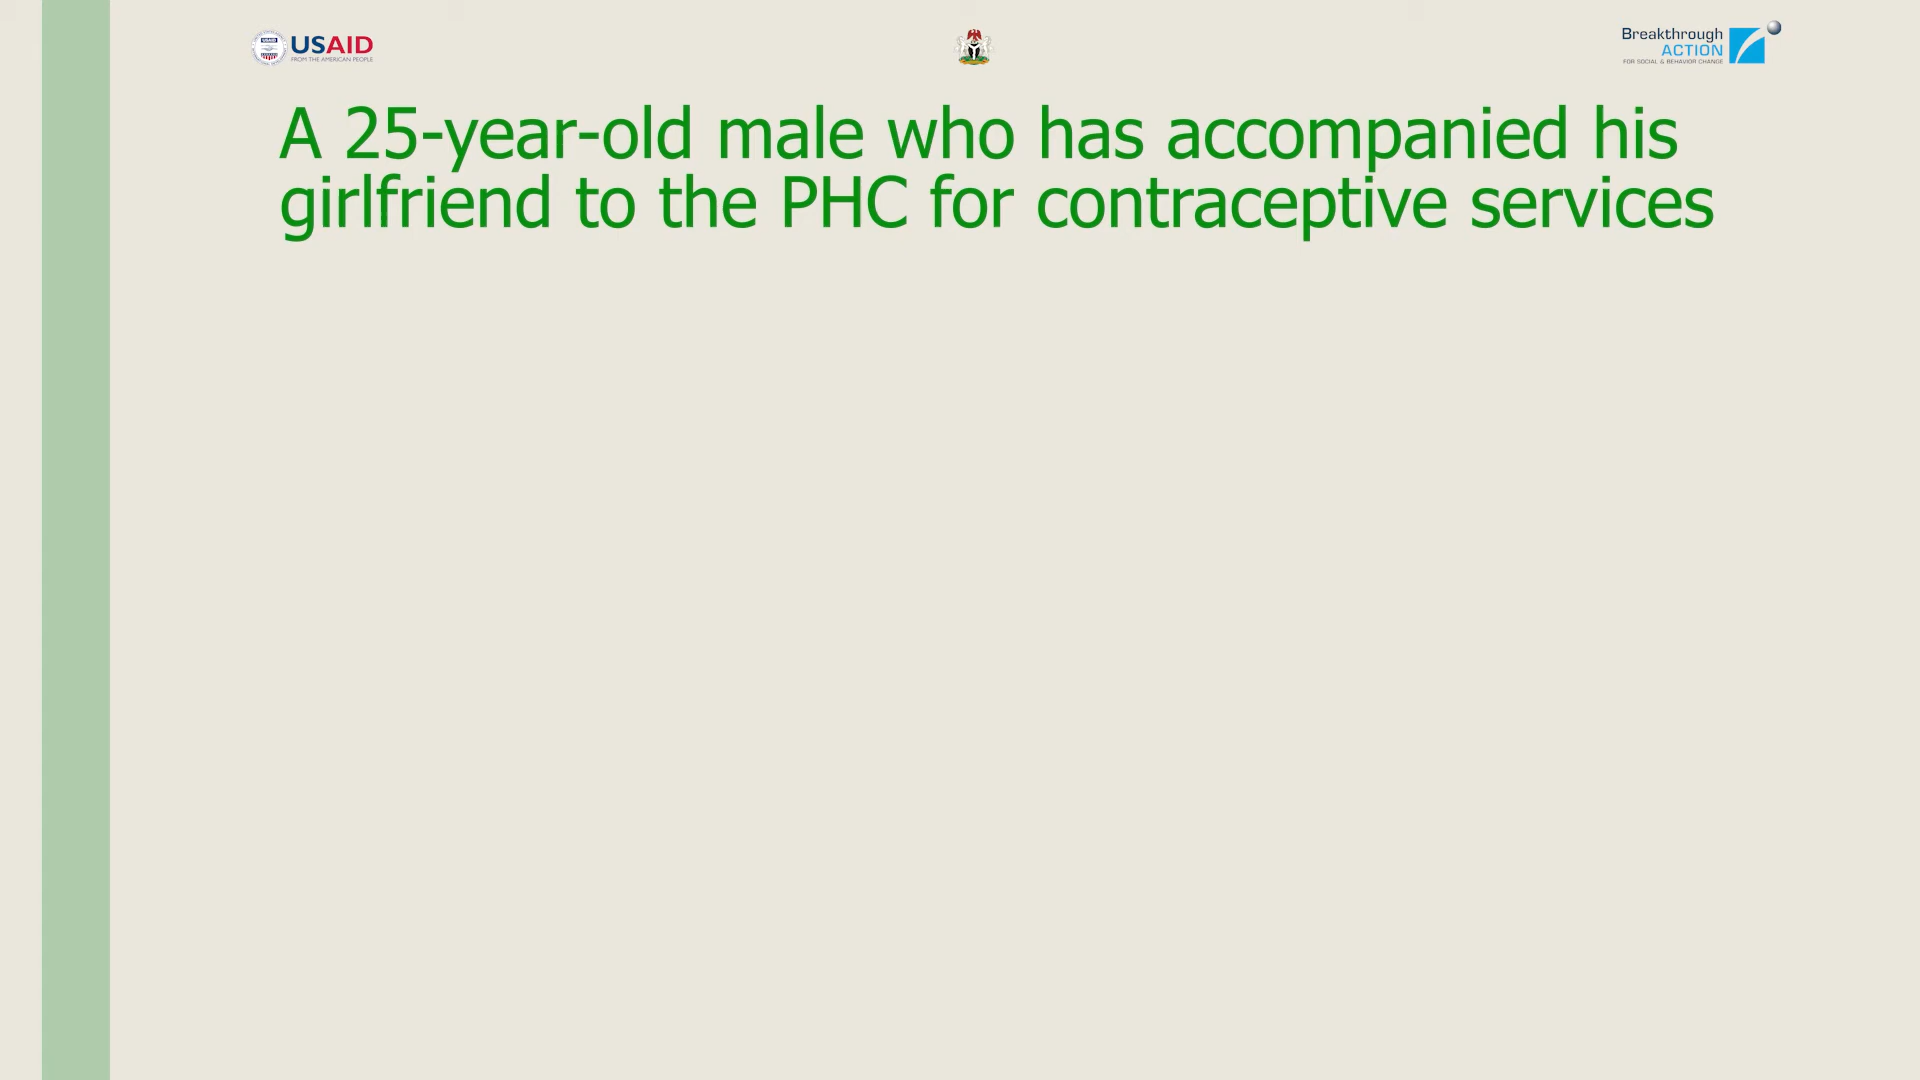 USAID
FROM THE AMERICAN PEOPLE
Breakthrough
ACTION
FOR SOCIAL & BEHAVIOR CHANGE
A 25-year-old male who has accompanied his
girlfriend to the PHC for contraceptive services